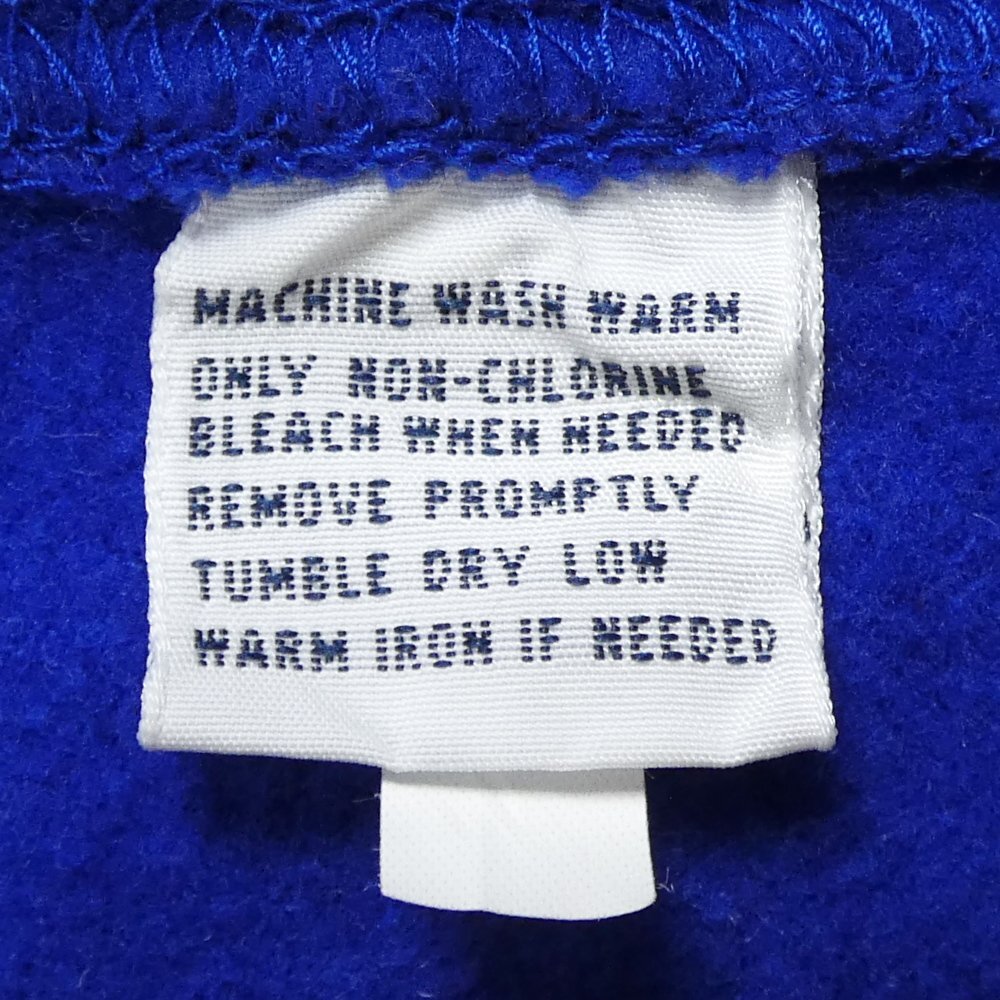 MACHINE WASH WARM
ONLY NON-CHLORINE
BLEACH WHEN NEEDED
REMOVE PROMPTLY
TUMBLE DRY LOW
WARM IRON IF NEEDED